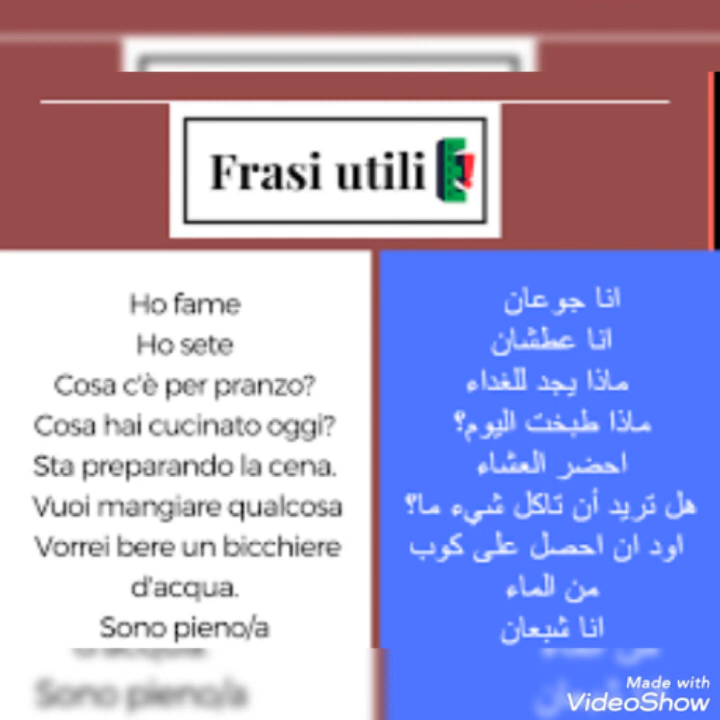 Frasi utili
Ho fame
Ho sete
Cosa c'è per pranzo?
Cosa hai cucinato oggi?
Sta preparando la cena.
Vuoi mangiare qualcosa
Vorrei bere un bicchiere
d'acqua.
Sono pieno/a
انا جوعان
انا عطشان
ماذا يجد للغداء
ماذا طبخت اليوم؟
احضر العشاء
هل تريد أن تاكل شيء ما؟
اود ان احصل على كوب
من الماء
انا شبعان
Sono pieno/a
Made with
VideoShow